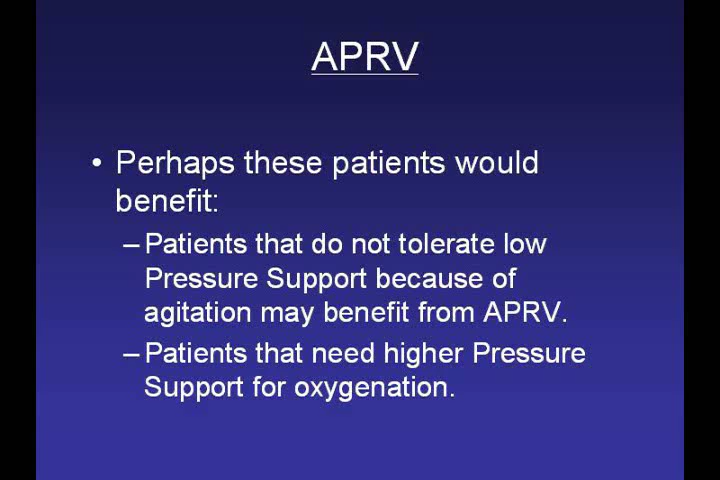 APRV
• Perhaps these patients would
benefit:
– Patients that do not tolerate low
Pressure Support because of
agitation may benefit from APRV.
– Patients that need higher Pressure
Support for oxygenation.